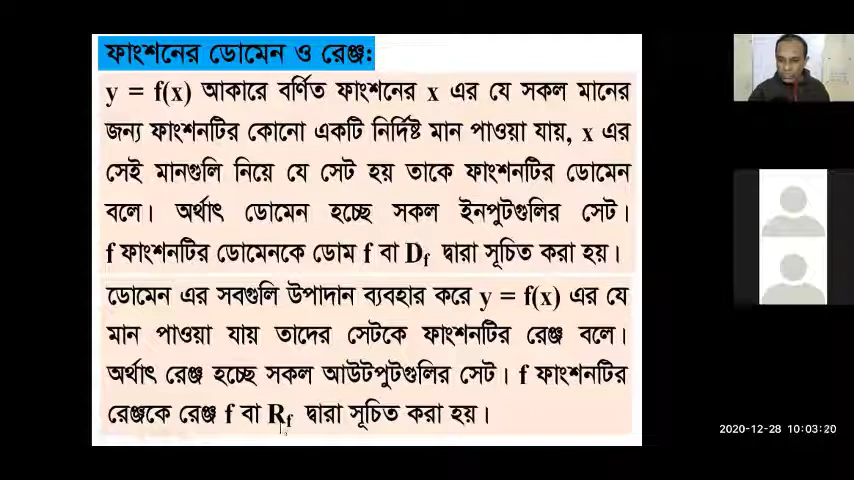 ফাংশনের ডোমেন ও রেঞ্জ:
y = f(x) আকারে বর্ণিত ফাংশনের x এর যে সকল মানের
জন্য ফাংশনটির কোনো একটি নির্দিষ্ট মান পাওয়া যায়, x এর
সেই মানগুলি নিয়ে যে সেট হয় তাকে ফাংশনটির ডোমেন
বলে। অর্থাৎ ডোমেন হচ্ছে সকল ইনপুটগুলির সেট।
f ফাংশনটির ডোমেনকে ডোম f বা D_f দ্বারা সূচিত করা হয়।
ডোমেন এর সবগুলি উপাদান ব্যবহার করে y = f(x) এর যে
মান পাওয়া যায় তাদের সেটকে ফাংশনটির রেঞ্জ বলে।
অর্থাৎ রেঞ্জ হচ্ছে সকল আউটপুটগুলির সেট। f ফাংশনটির
রেঞ্জকে রেঞ্জ f বা R_f দ্বারা সূচিত করা হয়।
2020-12-28 10:03:20